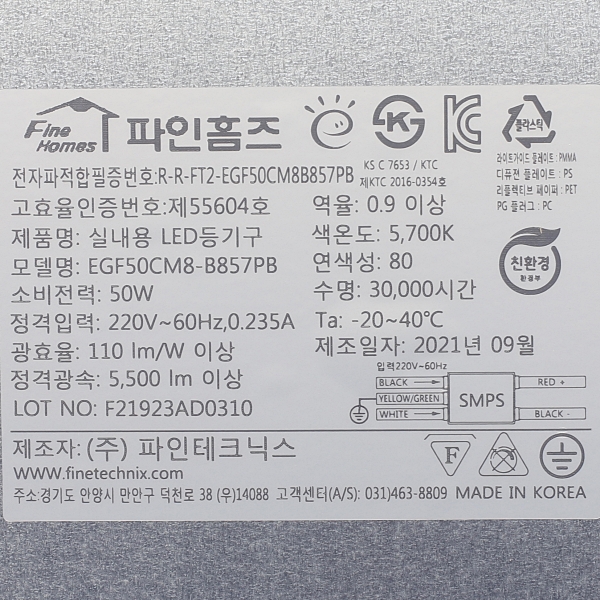 Fine Homes 파인홈즈
플라스틱
KS C 7653 / KTC
제KTC 2016-0354호
라이트가이드 플레이트 : PMMA
디퓨젼 플레이트 : PS
리플렉티브 페이퍼 : PET
PG 플러그 : PC
전자파적합필증번호:R-R-FT2-EGF50CM8B857PB
고효율인증번호:제55604호
제품명: 실내용 LED등기구
모델명: EGF50CM8-B857PB
소비전력: 50W
정격입력: 220V~60Hz,0.235A
광효율: 110 lm/W 이상
정격광속: 5,500 lm 이상
LOT NO: F21923AD0310
역율: 0.9 이상
색온도: 5,700K
연색성: 80
수명: 30,000시간
Ta: -20~40℃
제조일자: 2021년 09월
친환경
환경부
입력220V~60Hz
BLACK
YELLOW/GREEN
WHITE
SMPS
RED +
BLACK -
제조자: (주) 파인테크닉스
www.finetechnix.com
F
주소:경기도 안양시 만안구 덕천로 38 (우)14088 고객센터(A/S): 031)463-8809 MADE IN KOREA